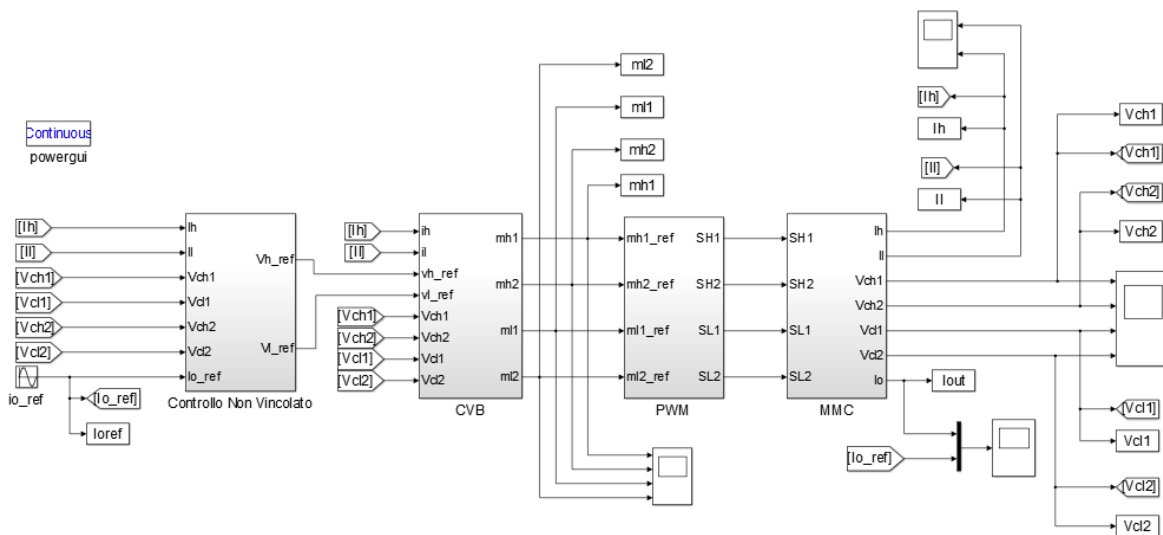 Continuous
powergui
[Ih]
[Il]
[Vch1]
[Vcl1]
[Vch2]
[Vcl2]
io_ref
[Io_ref]
Ioref
Ih
Il
Vch1
Vcl1
Vch2
Vcl2
Io_ref
Vh_ref
Vl_ref
Controllo Non Vincolato
[Ih]
[Il]
[Vch1]
[Vch2]
[Vcl1]
[Vcl2]
ih
il
vh_ref
vl_ref
Vch1
Vch2
Vcl1
Vcl2
mh1
mh2
ml1
ml2
CVB
ml2
ml1
mh2
mh1
mh1_ref
mh2_ref
ml1_ref
ml2_ref
SH1
SH2
SL1
SL2
PWM
SH1
SH2
SL1
SL2
Ih
Il
Vch1
Vch2
Vcl1
Vcl2
Io
MMC
[Ih]
Ih
[Il]
Il
Iout
[Io_ref]
Vch1
[Vch1]
[Vch2]
Vch2
[Vcl1]
Vcl1
[Vcl2]
Vcl2